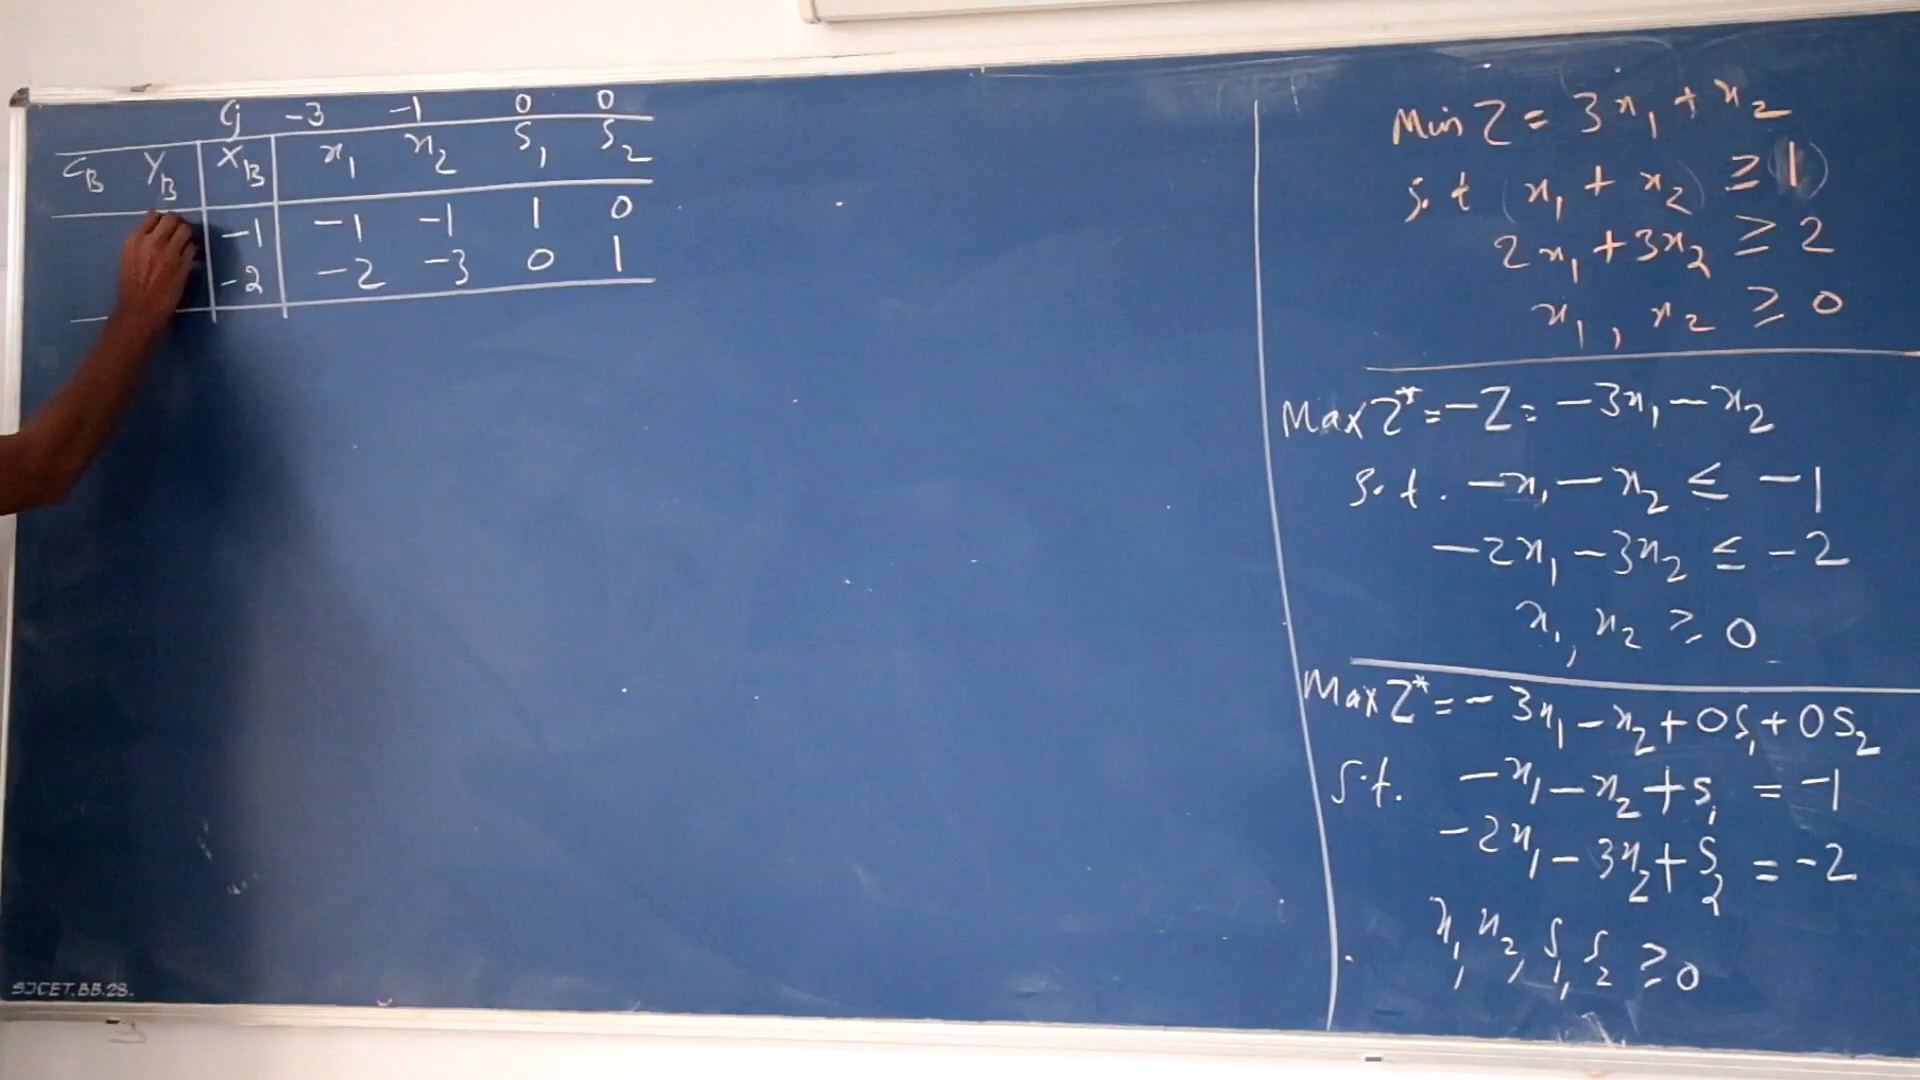 Cj -3 -1 0 0
CB YB XB x1 x2 S1 S2
-1 -1 -1 1 0
-2 -2 -3 0 1
Min Z = 3x1 + x2
s.t (x1 + x2) ≥ (1)
2x1 + 3x2 ≥ 2
x1, x2 ≥ 0
Max Z* = -Z = -3x1 - x2
s.t. -x1 - x2 ≤ -1
-2x1 - 3x2 ≤ -2
x1, x2 ≥ 0
Max Z* = -3x1 - x2 + 0S1 + 0S2
s.t. -x1 - x2 + s1 = -1
-2x1 - 3x2 + S2 = -2
x1, x2, s1, s2 ≥ 0
SJCET.BB.28.